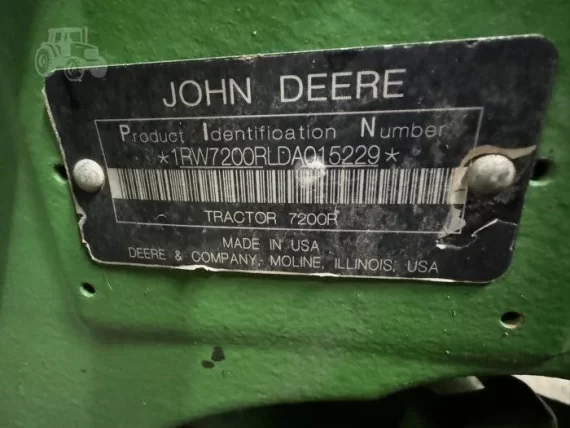 JOHN DEERE
Product Identification Number
*1RW7200RLDA015229*
TRACTOR 7200R
MADE IN USA
DEERE & COMPANY, MOLINE, ILLINOIS, USA